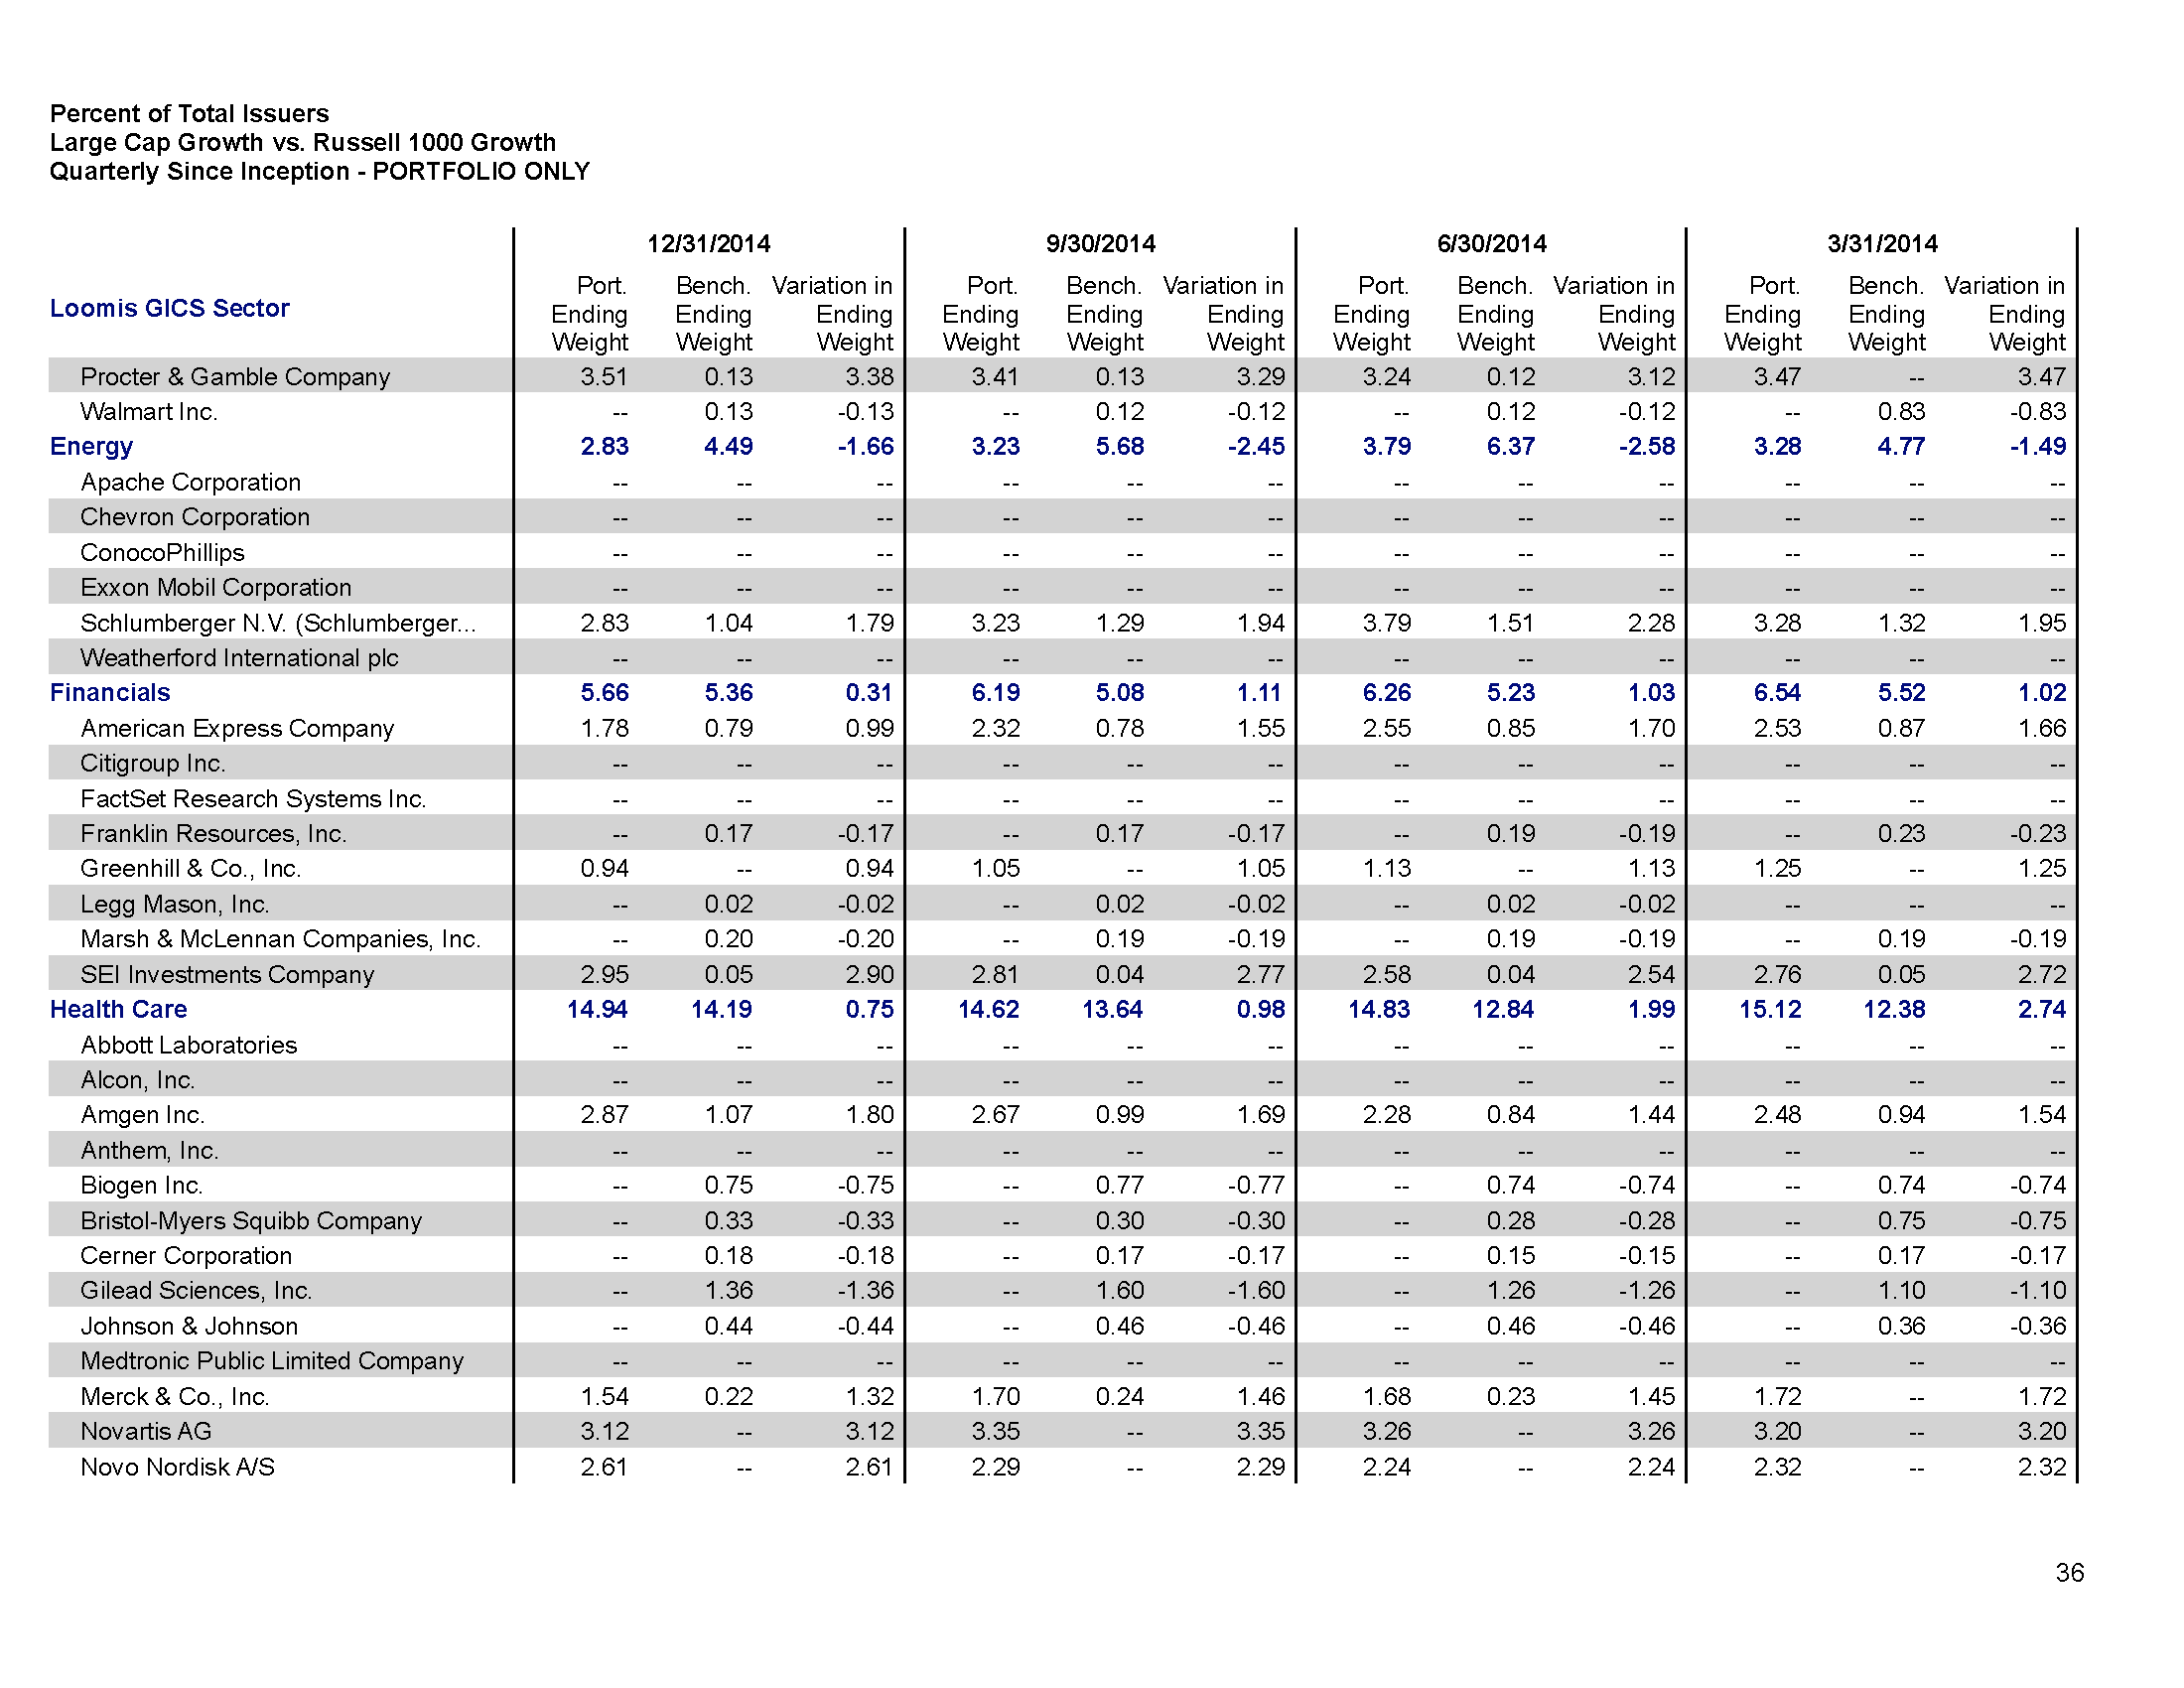 Percent of Total Issuers
Large Cap Growth vs. Russell 1000 Growth
Quarterly Since Inception - PORTFOLIO ONLY
12/31/2014 9/30/2014 6/30/2014 3/31/2014
Loomis GICS Sector
Port. Bench. Variation in Port. Bench. Variation in Port. Bench. Variation in Port. Bench. Variation in
Ending Ending Ending Ending Ending Ending Ending Ending Ending Ending Ending Ending
Weight Weight Weight Weight Weight Weight Weight Weight Weight Weight Weight Weight
Procter & Gamble Company 3.51 0.13 3.38 3.41 0.13 3.29 3.24 0.12 3.12 3.47 -- 3.47
Walmart Inc. -- 0.13 -0.13 -- 0.12 -0.12 -- 0.12 -0.12 -- 0.83 -0.83
Energy 2.83 4.49 -1.66 3.23 5.68 -2.45 3.79 6.37 -2.58 3.28 4.77 -1.49
Apache Corporation -- -- -- -- -- -- -- -- -- -- -- --
Chevron Corporation -- -- -- -- -- -- -- -- -- -- -- --
ConocoPhillips -- -- -- -- -- -- -- -- -- -- -- --
Exxon Mobil Corporation -- -- -- -- -- -- -- -- -- -- -- --
Schlumberger N.V. (Schlumberger... 2.83 1.04 1.79 3.23 1.29 1.94 3.79 1.51 2.28 3.28 1.32 1.95
Weatherford International plc -- -- -- -- -- -- -- -- -- -- -- --
Financials 5.66 5.36 0.31 6.19 5.08 1.11 6.26 5.23 1.03 6.54 5.52 1.02
American Express Company 1.78 0.79 0.99 2.32 0.78 1.55 2.55 0.85 1.70 2.53 0.87 1.66
Citigroup Inc. -- -- -- -- -- -- -- -- -- -- -- --
FactSet Research Systems Inc. -- -- -- -- -- -- -- -- -- -- -- --
Franklin Resources, Inc. -- 0.17 -0.17 -- 0.17 -0.17 -- 0.19 -0.19 -- 0.23 -0.23
Greenhill & Co., Inc. 0.94 -- 0.94 1.05 -- 1.05 1.13 -- 1.13 1.25 -- 1.25
Legg Mason, Inc. -- 0.02 -0.02 -- 0.02 -0.02 -- 0.02 -0.02 -- -- --
Marsh & McLennan Companies, Inc. -- 0.20 -0.20 -- 0.19 -0.19 -- 0.19 -0.19 -- 0.19 -0.19
SEI Investments Company 2.95 0.05 2.90 2.81 0.04 2.77 2.58 0.04 2.54 2.76 0.05 2.72
Health Care 14.94 14.19 0.75 14.62 13.64 0.98 14.83 12.84 1.99 15.12 12.38 2.74
Abbott Laboratories -- -- -- -- -- -- -- -- -- -- -- --
Alcon, Inc. -- -- -- -- -- -- -- -- -- -- -- --
Amgen Inc. 2.87 1.07 1.80 2.67 0.99 1.69 2.28 0.84 1.44 2.48 0.94 1.54
Anthem, Inc. -- -- -- -- -- -- -- -- -- -- -- --
Biogen Inc. -- 0.75 -0.75 -- 0.77 -0.77 -- 0.74 -0.74 -- 0.74 -0.74
Bristol-Myers Squibb Company -- 0.33 -0.33 -- 0.30 -0.30 -- 0.28 -0.28 -- 0.75 -0.75
Cerner Corporation -- 0.18 -0.18 -- 0.17 -0.17 -- 0.15 -0.15 -- 0.17 -0.17
Gilead Sciences, Inc. -- 1.36 -1.36 -- 1.60 -1.60 -- 1.26 -1.26 -- 1.10 -1.10
Johnson & Johnson -- 0.44 -0.44 -- 0.46 -0.46 -- 0.46 -0.46 -- 0.36 -0.36
Medtronic Public Limited Company -- -- -- -- -- -- -- -- -- -- -- --
Merck & Co., Inc. 1.54 0.22 1.32 1.70 0.24 1.46 1.68 0.23 1.45 1.72 -- 1.72
Novartis AG 3.12 -- 3.12 3.35 -- 3.35 3.26 -- 3.26 3.20 -- 3.20
Novo Nordisk A/S 2.61 -- 2.61 2.29 -- 2.29 2.24 -- 2.24 2.32 -- 2.32
36